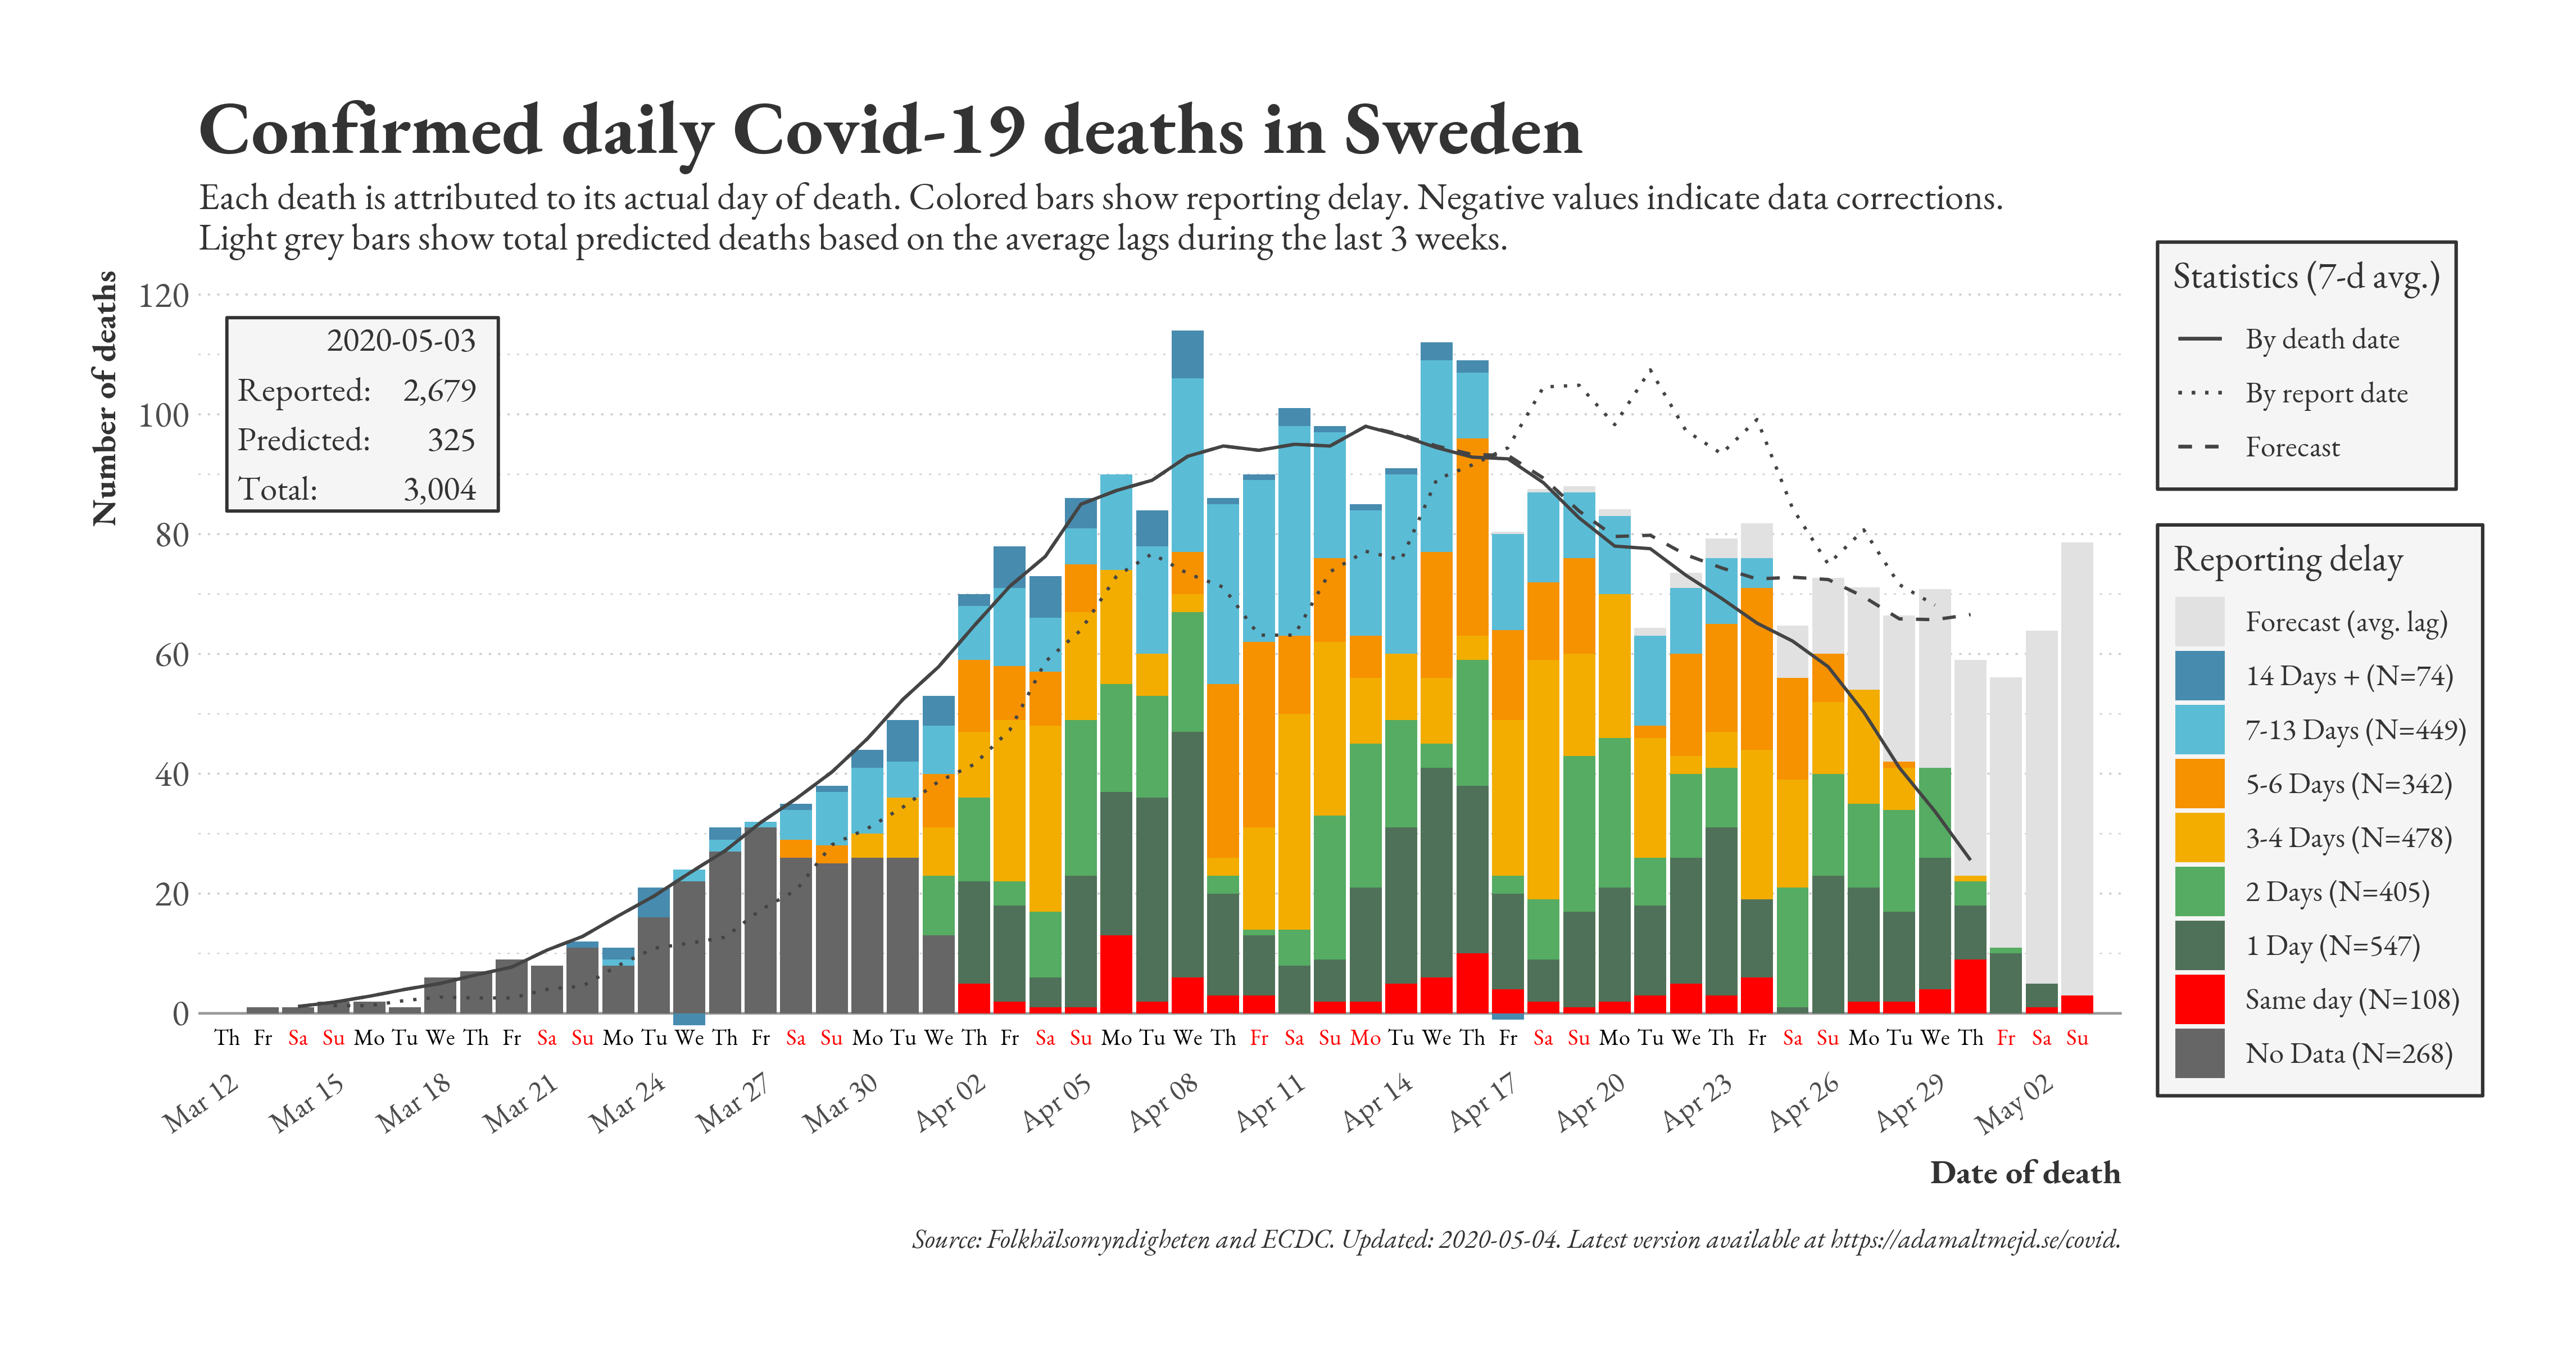 Confirmed daily Covid-19 deaths in Sweden
Each death is attributed to its actual day of death. Colored bars show reporting delay. Negative values indicate data corrections.
Light grey bars show total predicted deaths based on the average lags during the last 3 weeks.
Number of deaths
120
100
80
60
40
20
0
2020-05-03
Reported: 2,679
Predicted: 325
Total: 3,004
Statistics (7-d avg.)
By death date
By report date
Forecast
Reporting delay
Forecast (avg. lag)
14 Days + (N=74)
7-13 Days (N=449)
5-6 Days (N=342)
3-4 Days (N=478)
2 Days (N=405)
1 Day (N=547)
Same day (N=108)
No Data (N=268)
Th Fr Sa Su Mo Tu We Th Fr Sa Su Mo Tu We Th Fr Sa Su Mo Tu We Th Fr Sa Su Mo Tu We Th Fr Sa Su Mo Tu We Th Fr Sa Su Mo Tu We Th Fr Sa Su Mo Tu We Th Fr Sa Su
Mar 12 Mar 15 Mar 18 Mar 21 Mar 24 Mar 27 Mar 30 Apr 02 Apr 05 Apr 08 Apr 11 Apr 14 Apr 17 Apr 20 Apr 23 Apr 26 Apr 29 May 02
Date of death
Source: Folkhälsomyndigheten and ECDC. Updated: 2020-05-04. Latest version available at https://adamaltmejd.se/covid.